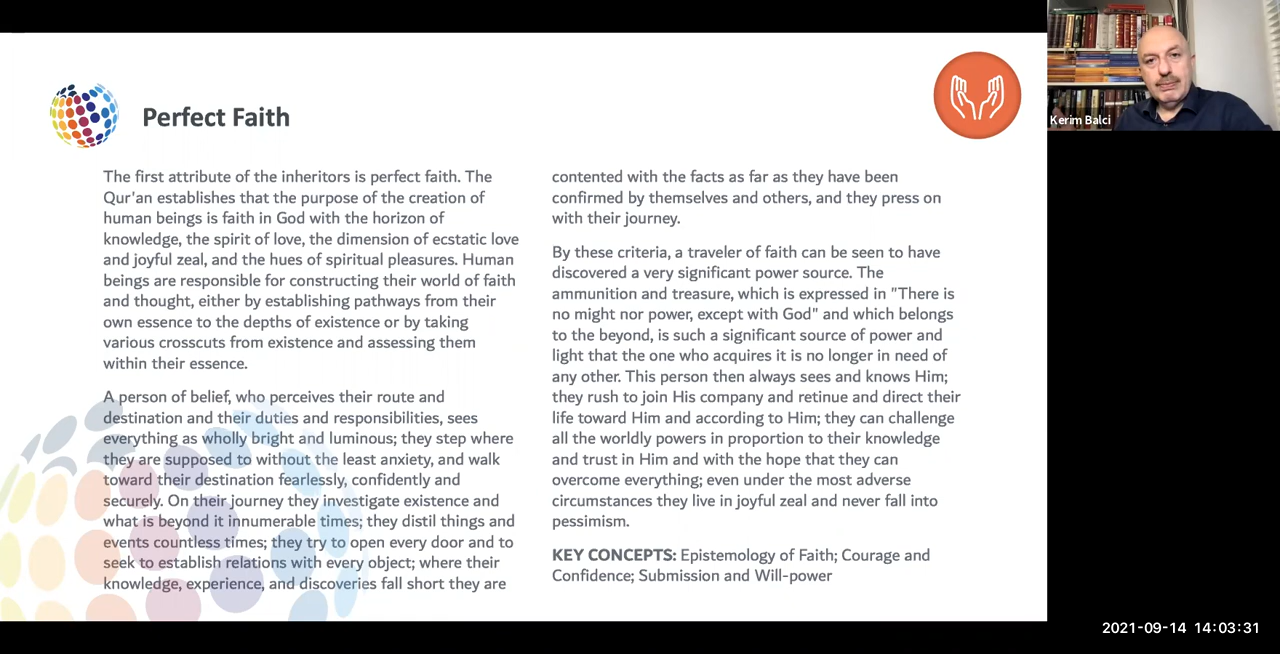 Perfect Faith
The first attribute of the inheritors is perfect faith. The
Qur'an establishes that the purpose of the creation of
human beings is faith in God with the horizon of
knowledge, the spirit of love, the dimension of ecstatic love
and joyful zeal, and the hues of spiritual pleasures. Human
beings are responsible for constructing their world of faith
and thought, either by establishing pathways from their
own essence to the depths of existence or by taking
various crosscuts from existence and assessing them
within their essence.
A person of belief, who perceives their route and
destination and their duties and responsibilities, sees
everything as wholly bright and luminous; they step where
they are supposed to without the least anxiety, and walk
toward their destination fearlessly, confidently and
securely. On their journey they investigate existence and
what is beyond it innumerable times; they distil things and
events countless times; they try to open every door and to
seek to establish relations with every object; where their
knowledge, experience, and discoveries fall short they are
contented with the facts as far as they have been
confirmed by themselves and others, and they press on
with their journey.
By these criteria, a traveler of faith can be seen to have
discovered a very significant power source. The
ammunition and treasure, which is expressed in "There is
no might nor power, except with God" and which belongs
to the beyond, is such a significant source of power and
light that the one who acquires it is no longer in need of
any other. This person then always sees and knows Him;
they rush to join His company and retinue and direct their
life toward Him and according to Him; they can challenge
all the worldly powers in proportion to their knowledge
and trust in Him and with the hope that they can
overcome everything; even under the most adverse
circumstances they live in joyful zeal and never fall into
pessimism.
KEY CONCEPTS: Epistemology of Faith; Courage and
Confidence; Submission and Will-power
Kerim Balci
2021-09-14 14:03:31